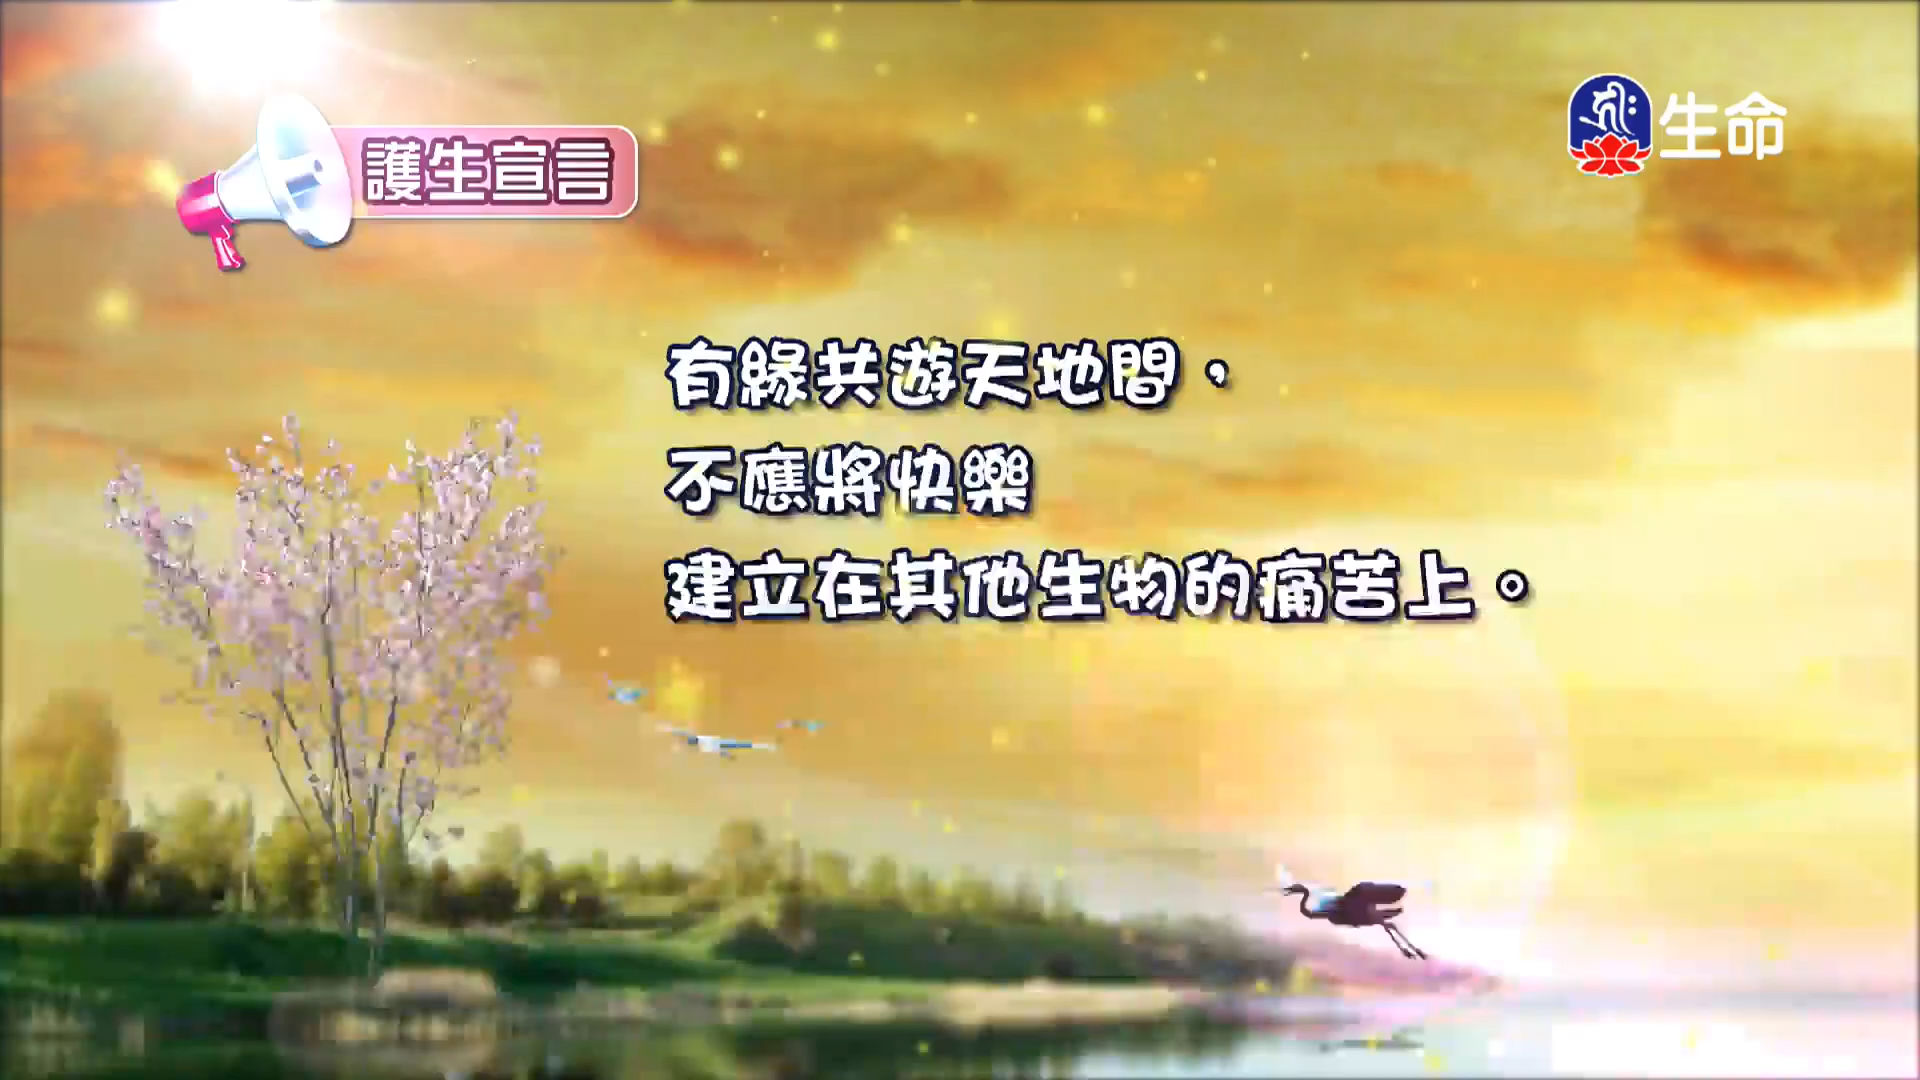 護生宣言
生命
有緣共遊天地間，
不應將快樂
建立在其他生物的痛苦上。